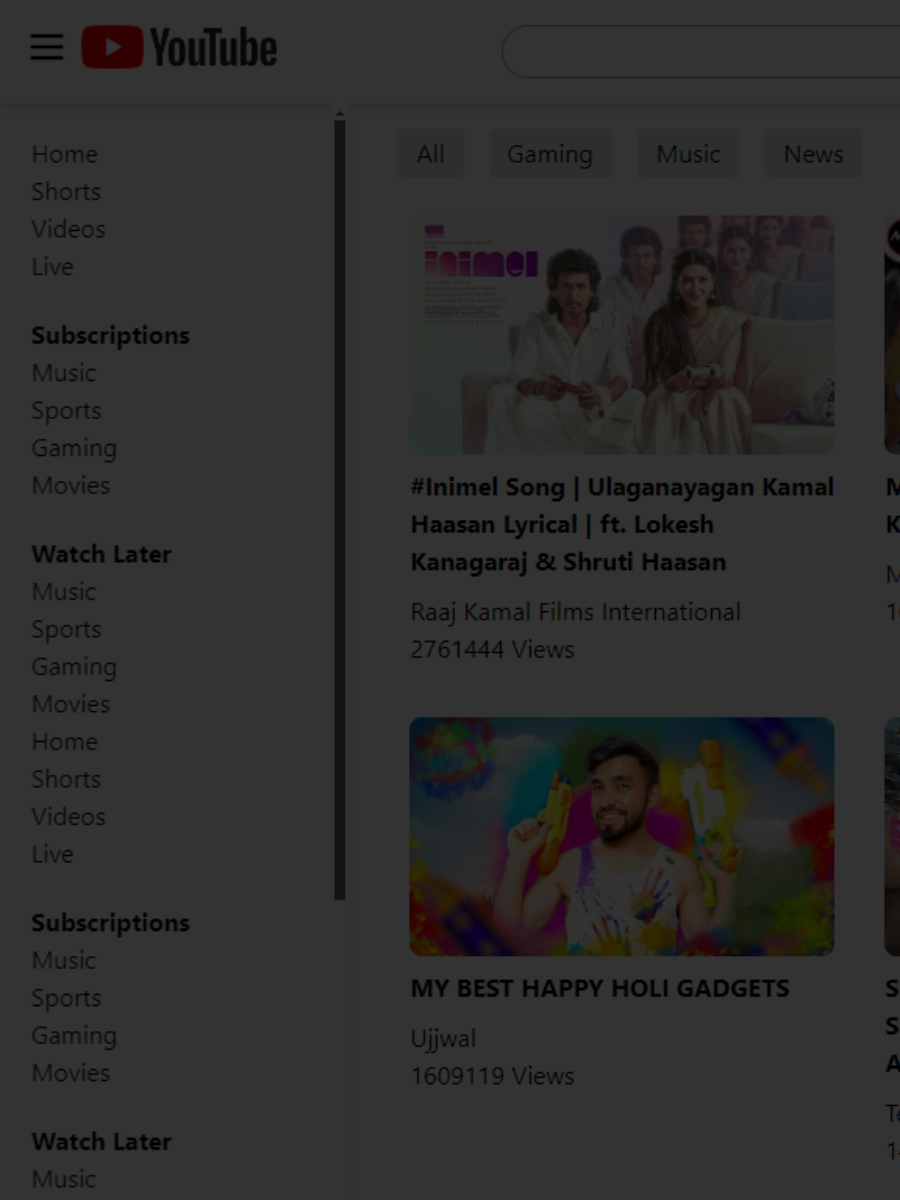 YouTube
Home
Shorts
Videos
Live
Subscriptions
Music
Sports
Gaming
Movies
Watch Later
Music
Sports
Gaming
Movies
Home
Shorts
Videos
Live
Subscriptions
Music
Sports
Gaming
Movies
Watch Later
Music
All
Gaming
Music
News
inimel
#Inimel Song | Ulaganayagan Kamal
Haasan Lyrical | ft. Lokesh
Kanagaraj & Shruti Haasan
Raaj Kamal Films International
2761444 Views
MY BEST HAPPY HOLI GADGETS
Ujjwal
1609119 Views